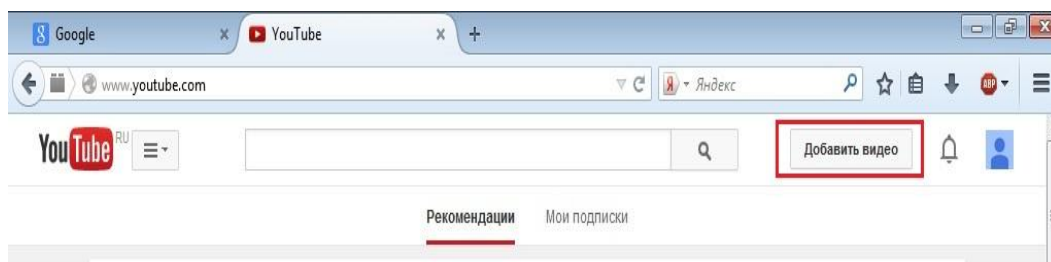 Google YouTube
www.youtube.com Яндекс ABP
YouTube RU Добавить видео
Рекомендации Мои подписки